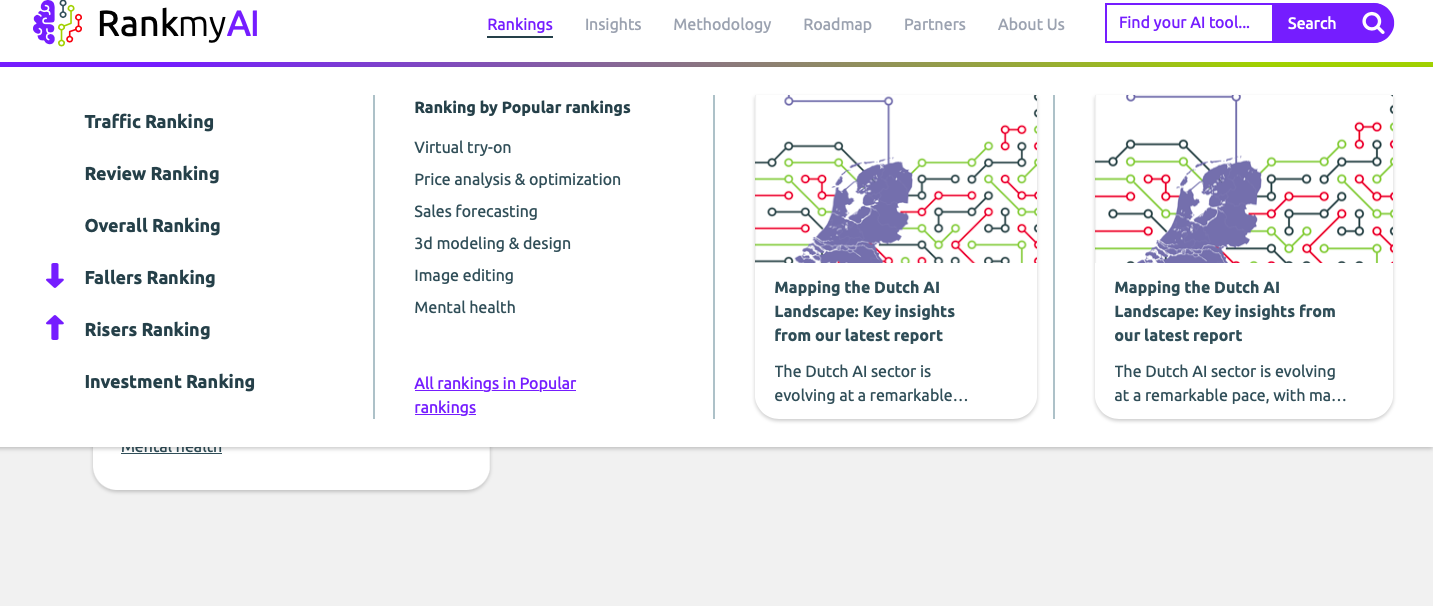 RankmyAI
Rankings
Insights
Methodology
Roadmap
Partners
About Us
Find your AI tool...
Search
Traffic Ranking
Review Ranking
Overall Ranking
Fallers Ranking
Risers Ranking
Investment Ranking
Ranking by Popular rankings
Virtual try-on
Price analysis & optimization
Sales forecasting
3d modeling & design
Image editing
Mental health
All rankings in Popular
rankings
Mapping the Dutch AI
Landscape: Key insights
from our latest report
The Dutch AI sector is
evolving at a remarkable…
Mapping the Dutch AI
Landscape: Key insights from
our latest report
The Dutch AI sector is evolving
at a remarkable pace, with ma…
Mental health